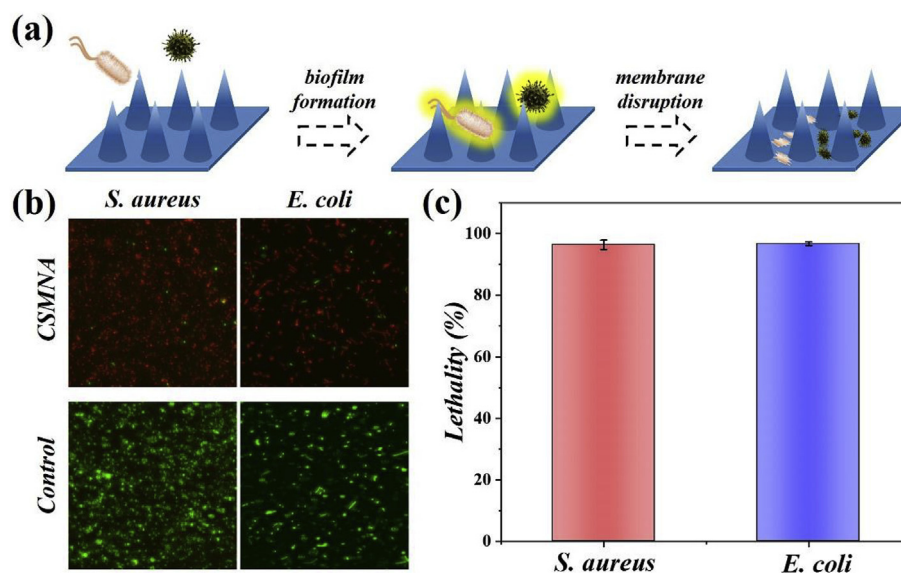 (a)
biofilm
formation
membrane
disruption
(b)
S. aureus
E. coli
CSMNA
Control
(c)
Lethality (%)
100
80
60
40
20
0
S. aureus
E. coli